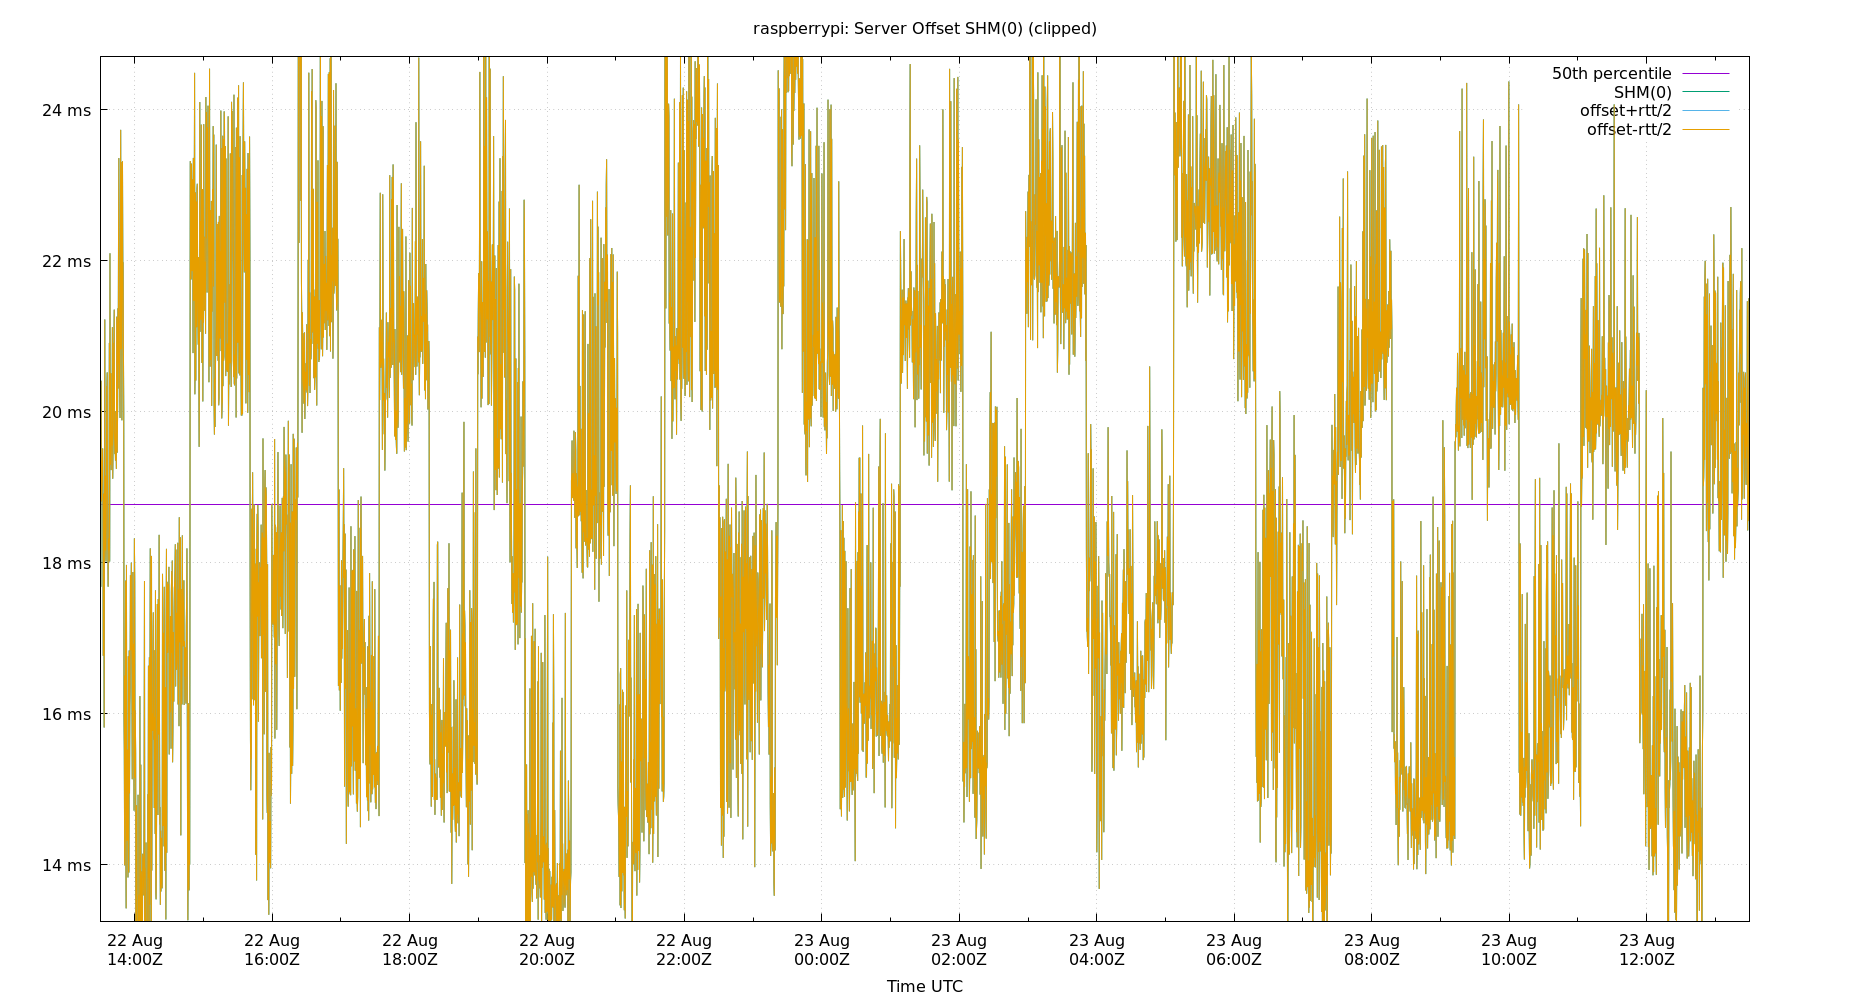 raspberrypi: Server Offset SHM(0) (clipped)
50th percentile
SHM(0)
offset+rtt/2
offset-rtt/2
24 ms
22 ms
20 ms
18 ms
16 ms
14 ms
22 Aug 22 Aug 22 Aug 22 Aug 22 Aug 23 Aug 23 Aug 23 Aug 23 Aug 23 Aug 23 Aug 23 Aug
14:00Z 16:00Z 18:00Z 20:00Z 22:00Z 00:00Z 02:00Z 04:00Z 06:00Z 08:00Z 10:00Z 12:00Z
Time UTC